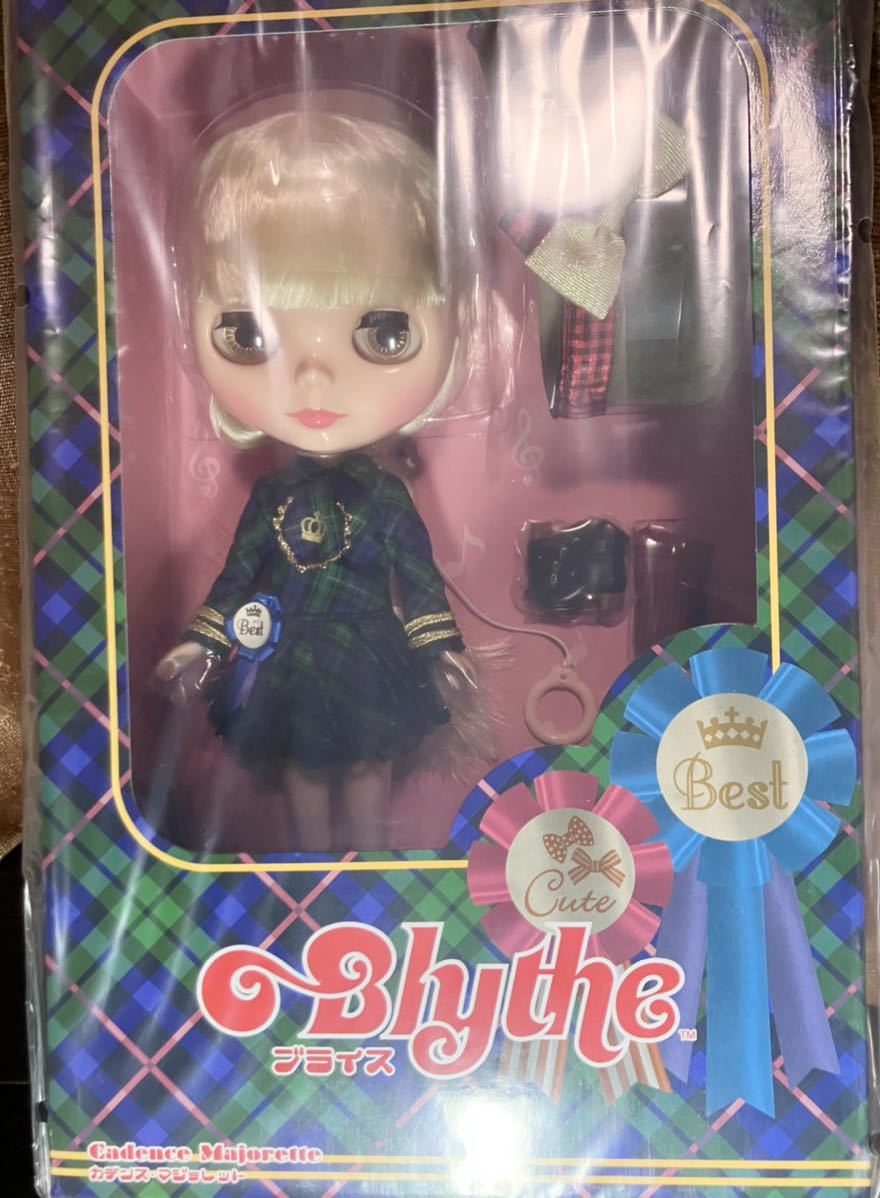 Best
Best
Cute
Blythe™
ブライス
Cadence Majorette
カデンス・マジョレット